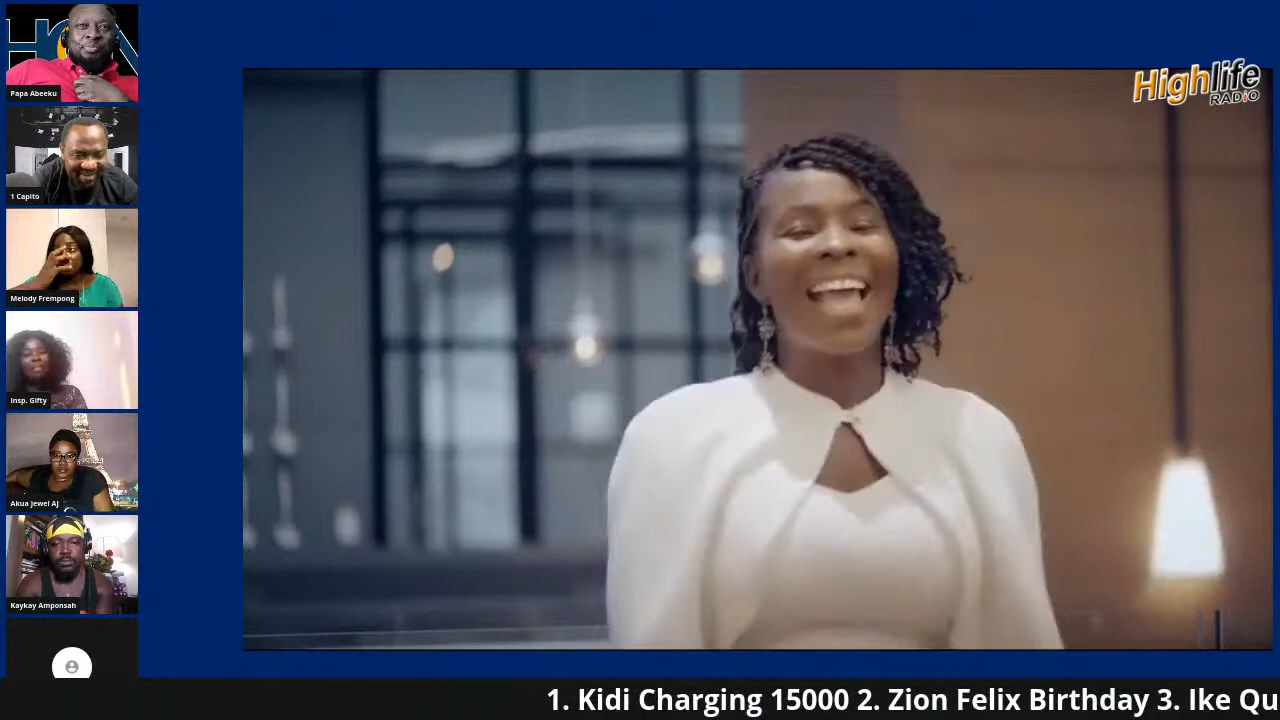 Papa Abeeku
1 Capito
Melody Frempong
Insp. Gifty
Akua Jewel AJ
Kaykay Amponsah
Highlife
RADIO
1. Kidi Charging 15000 2. Zion Felix Birthday 3. Ike Qu